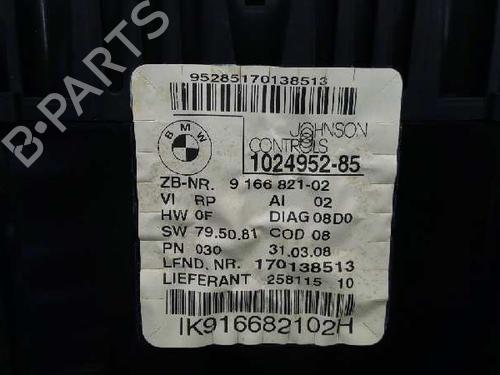 95285170138513
BMW
JOHNSON
CONTROLS
1024952-85
ZB-NR. 9 166 821-02
VI RP AI 02
HW 0F DIAG 08D0
SW 79.50.81 COD 08
PN 030 31.03.08
LFND. NR. 170138513
LIEFERANT 258115 10
IK916682102H
B-PARTS